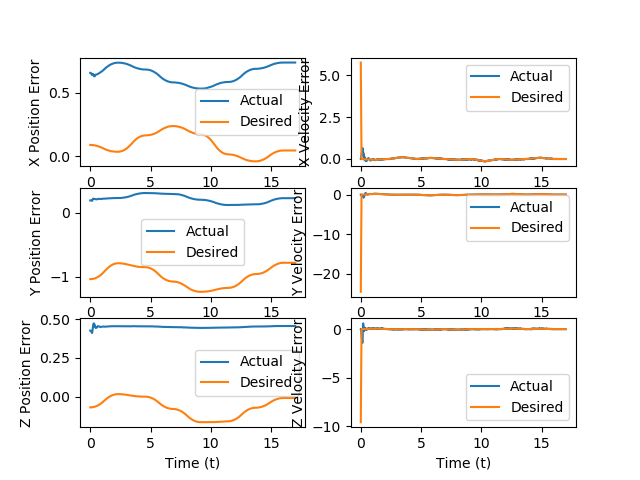 X Position Error
0.5
0.0
Actual
Desired
0
5
10
15
X Velocity Error
5.0
2.5
0.0
Actual
Desired
0
5
10
15
Y Position Error
0
−1
Actual
Desired
0
5
10
15
Y Velocity Error
0
−10
−20
Actual
Desired
0
5
10
15
Z Position Error
0.50
0.25
0.00
Actual
Desired
0
5
10
15
Time (t)
Z Velocity Error
0
−5
−10
Actual
Desired
0
5
10
15
Time (t)